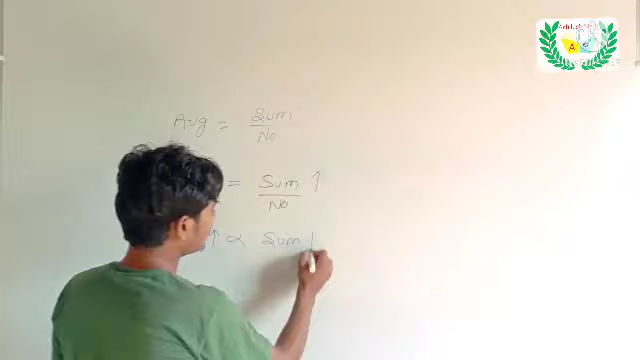 Avg = Sum
No
= Sum ↑
No
↑ ∝ Sum
A